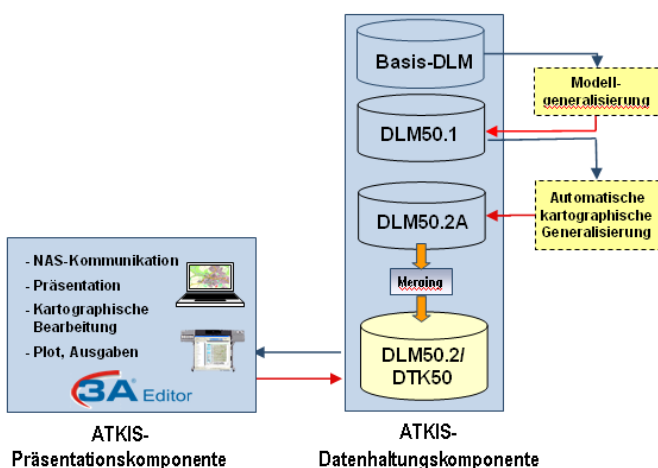 Basis-DLM
Modell-
generalisierung
DLM50.1
Automatische
kartographische
Generalisierung
DLM50.2A
Merging
DLM50.2/
DTK50
- NAS-Kommunikation
- Präsentation
- Kartographische
Bearbeitung
- Plot, Ausgaben
3A Editor
ATKIS-
Präsentationskomponente
ATKIS-
Datenhaltungskomponente